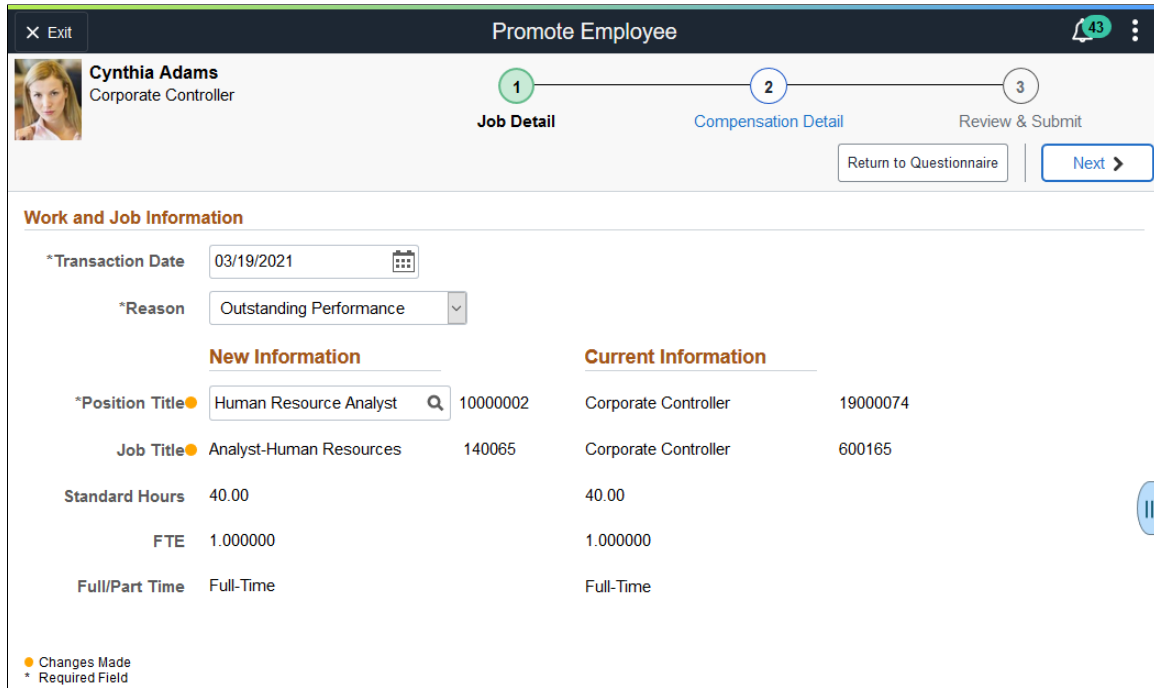 × Exit
Promote Employee
43
Cynthia Adams
Corporate Controller
1
2
3
Job Detail
Compensation Detail
Review & Submit
Return to Questionnaire
Next
Work and Job Information
*Transaction Date 03/19/2021
*Reason Outstanding Performance
New Information Current Information
*Position Title Human Resource Analyst 10000002 Corporate Controller 19000074
Job Title Analyst-Human Resources 140065 Corporate Controller 600165
Standard Hours 40.00 40.00
FTE 1.000000 1.000000
Full/Part Time Full-Time Full-Time
Changes Made
* Required Field